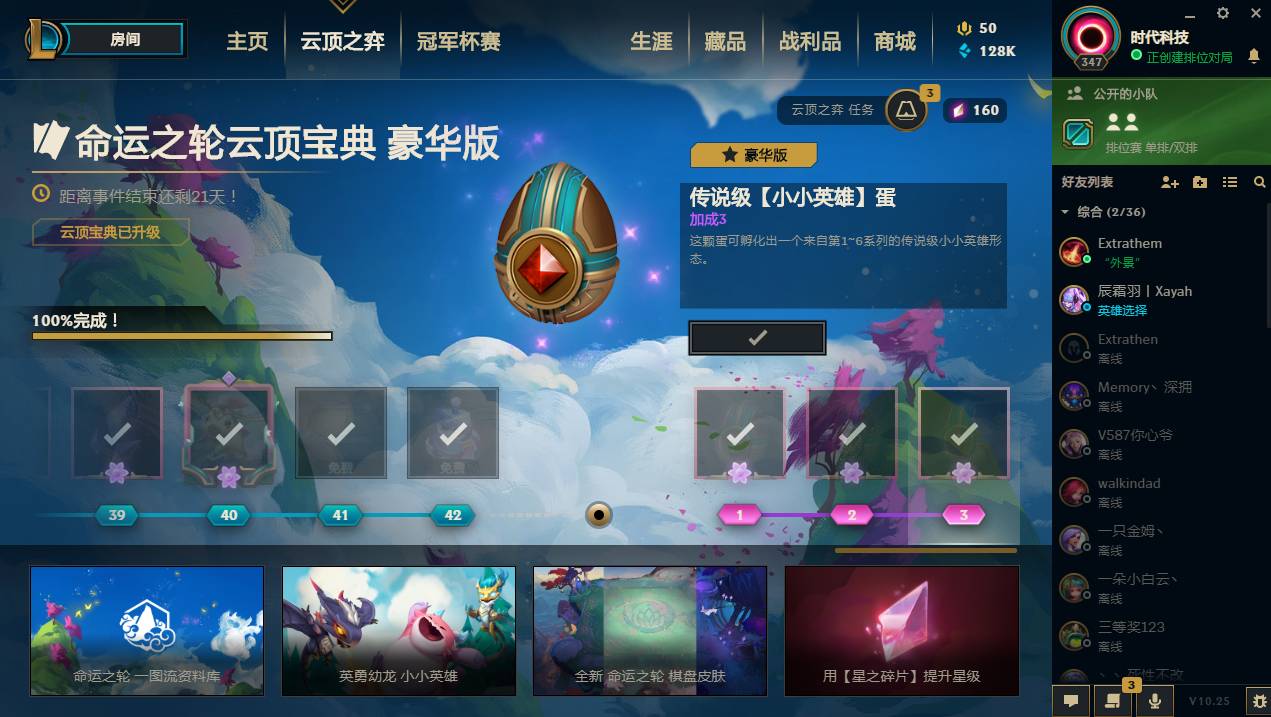 房间
主页
云顶之弈
冠军杯赛
生涯
藏品
战利品
商城
50
128K
347
时代科技
正创建排位对局
公开的小队
排位赛 单排/双排
云顶之弈 任务
3
160
命运之轮云顶宝典 豪华版
距离事件结束还剩21天！
云顶宝典已升级
100%完成！
豪华版
传说级【小小英雄】蛋
加成3
这颗蛋可孵化出一个来自第1~6系列的传说级小小英雄形
态。
免费
免费
39
40
41
42
1
2
3
命运之轮 一图流资料库
英勇幼龙 小小英雄
全新 命运之轮 棋盘皮肤
用【星之碎片】提升星级
好友列表
综合 (2/36)
Extrathem
“外景”
辰霜羽丨Xayah
英雄选择
Extrathen
离线
Memory丶 深拥
离线
V587你心爷
离线
walkindad
离线
一只金姆丶
离线
一朵小白云丶
离线
三等奖123
离线
3
V10.25